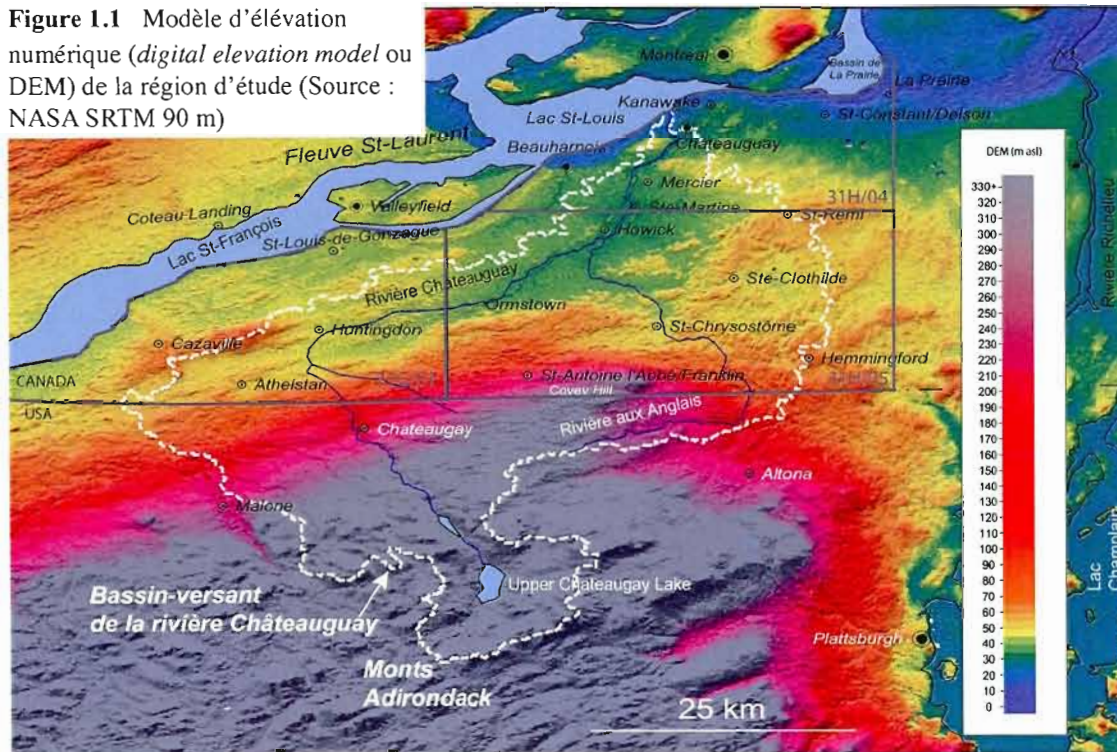 Figure 1.1 Modèle d'élévation
numérique (digital elevation model ou
DEM) de la région d'étude (Source :
NASA SRTM 90 m)
Montréal
Bassin de
La Prairie
La Prairie
Kanawake
St-Constant/Delson
Lac St-Louis
Fleuve St-Laurent
Beauharnois
Châteauguay
Mercier
Valleyfield
Ste-Martine
31H/04
St-Rémi
Coteau Landing
Howick
St-Louis-de-Gonzague
Lac St-François
Rivière Châteauguay
Ste-Clothilde
Ormstown
Huntingdon
St-Chrysostôme
Cazaville
Hemmingford
CANADA
USA
Athelstan
St-Antoine l'Abbé/Franklin
Covey Hill
Rivière aux Anglais
Chateaugay
Altona
Malone
Upper Chateaugay Lake
Bassin-versant
de la rivière Châteauguay
Monts
Adirondack
Plattsburgh
25 km
Rivière Richelieu
Lac
Champlain
DEM (m asl)
330+
320
310
300
290
280
270
260
250
240
230
220
210
200
190
180
170
160
150
140
130
120
110
100
90
80
70
60
50
40
30
20
10
0